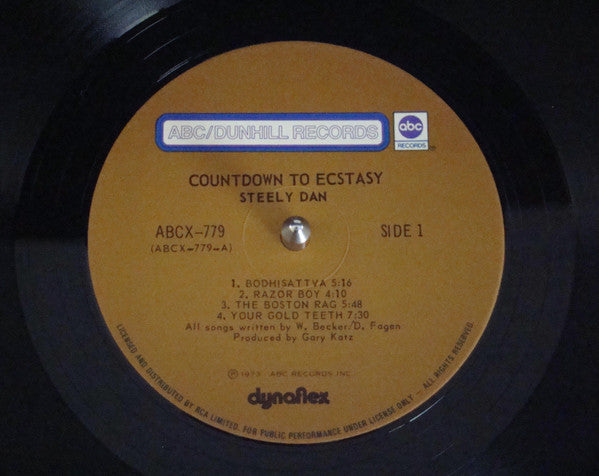 ABC/DUNHILL RECORDS
abc
RECORDS
COUNTDOWN TO ECSTASY
STEELY DAN
ABCX-779
(ABCX-779-A)
SIDE 1
1. BODHISATTVA 5:16
2. RAZOR BOY 4:10
3. THE BOSTON RAG 5:48
4. YOUR GOLD TEETH 7:30
All songs written by W. Becker/D. Fagen
Produced by Gary Katz
℗ 1973 ABC RECORDS INC.
dynaflex
LICENSED AND DISTRIBUTED BY RCA LIMITED. FOR PUBLIC PERFORMANCE UNDER LICENSE ONLY - ALL RIGHTS RESERVED